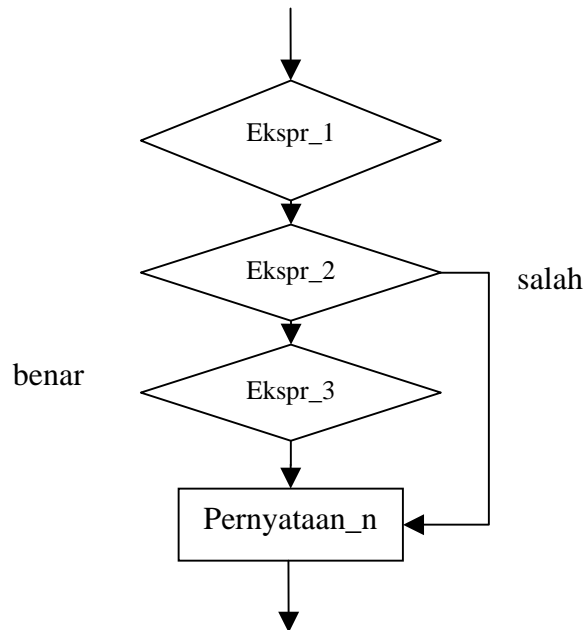 Ekspr_1
Ekspr_2
salah
benar
Ekspr_3
Pernyataan_n